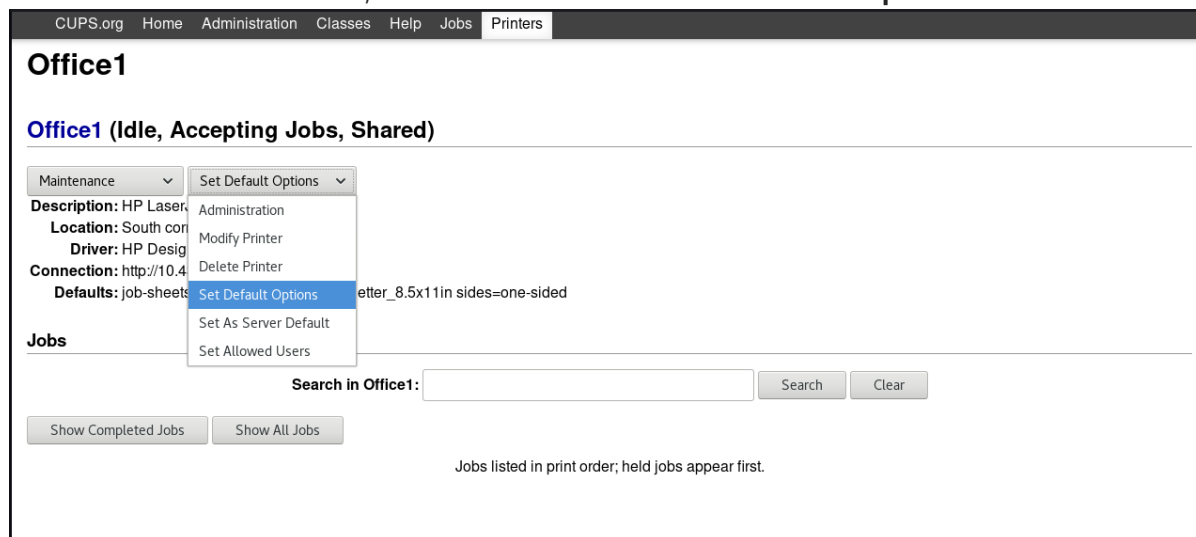 CUPS.org Home Administration Classes Help Jobs Printers
Office1
Office1 (Idle, Accepting Jobs, Shared)
Maintenance Set Default Options
Description: HP Laser
Administration
Location: South
Modify Printer
Driver: HP
Delete Printer
Connection: http://10.4
Set Default Options
Defaults: job-sheets etter_8.5x11in sides=one-sided
Set As Server Default
Jobs
Set Allowed Users
Search in Office1: Search Clear
Show Completed Jobs Show All Jobs
Jobs listed in print order; held jobs appear first.